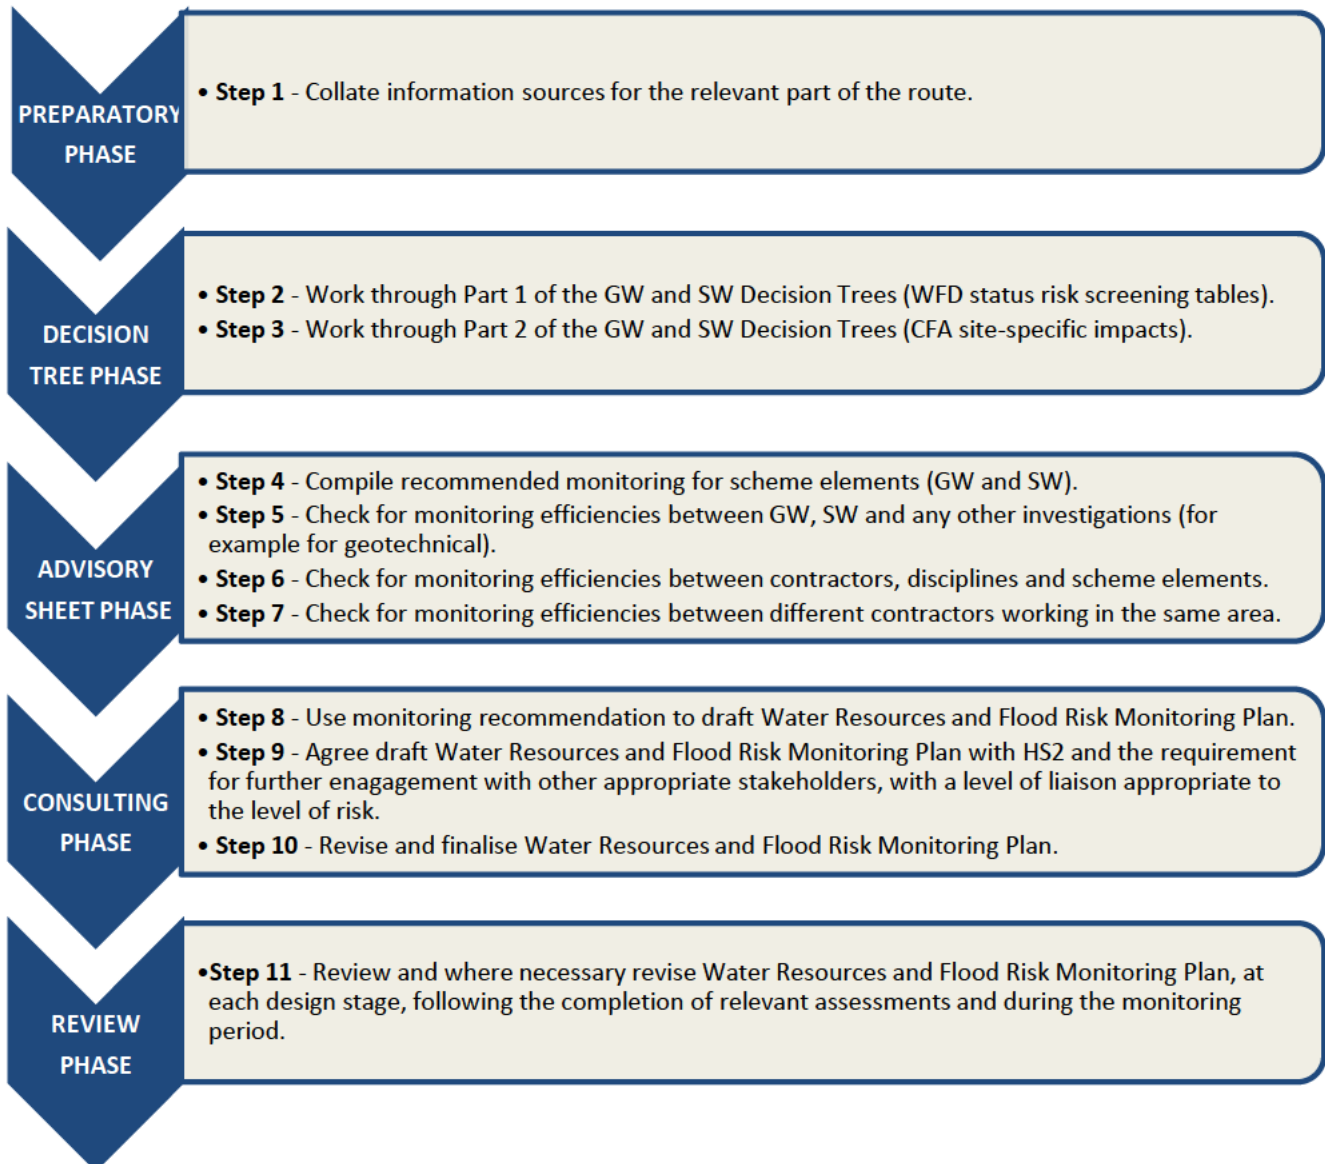 PREPARATORY
PHASE
• Step 1 - Collate information sources for the relevant part of the route.
DECISION
TREE PHASE
• Step 2 - Work through Part 1 of the GW and SW Decision Trees (WFD status risk screening tables).
• Step 3 - Work through Part 2 of the GW and SW Decision Trees (CFA site-specific impacts).
ADVISORY
SHEET PHASE
• Step 4 - Compile recommended monitoring for scheme elements (GW and SW).
• Step 5 - Check for monitoring efficiencies between GW, SW and any other investigations (for
example for geotechnical).
• Step 6 - Check for monitoring efficiencies between contractors, disciplines and scheme elements.
• Step 7 - Check for monitoring efficiencies between different contractors working in the same area.
CONSULTING
PHASE
• Step 8 - Use monitoring recommendation to draft Water Resources and Flood Risk Monitoring Plan.
• Step 9 - Agree draft Water Resources and Flood Risk Monitoring Plan with HS2 and the requirement
for further enagagement with other appropriate stakeholders, with a level of liaison appropriate to
the level of risk.
• Step 10 - Revise and finalise Water Resources and Flood Risk Monitoring Plan.
REVIEW
PHASE
•Step 11 - Review and where necessary revise Water Resources and Flood Risk Monitoring Plan, at
each design stage, following the completion of relevant assessments and during the monitoring
period.